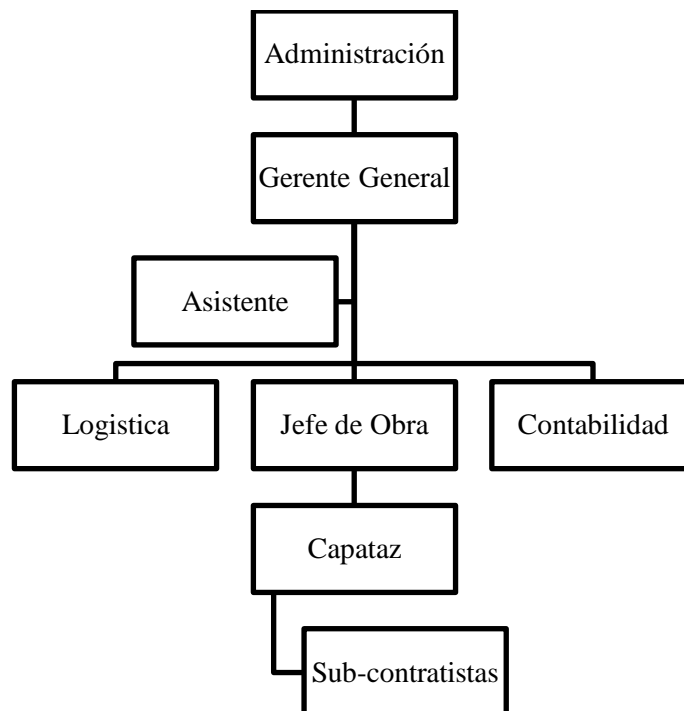 Administración
Gerente General
Asistente
Logistica
Jefe de Obra
Contabilidad
Capataz
Sub-contratistas